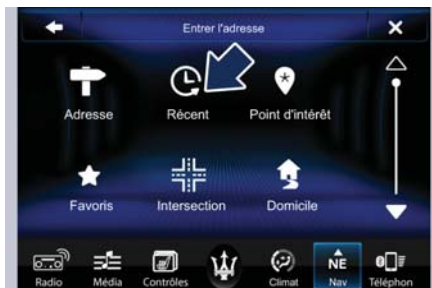 Entrer l'adresse
Adresse
Récent
Point d'intérêt
Favoris
Intersection
Domicile
NE
Radio
Média
Contrôles
Climat
Nav
Téléphon